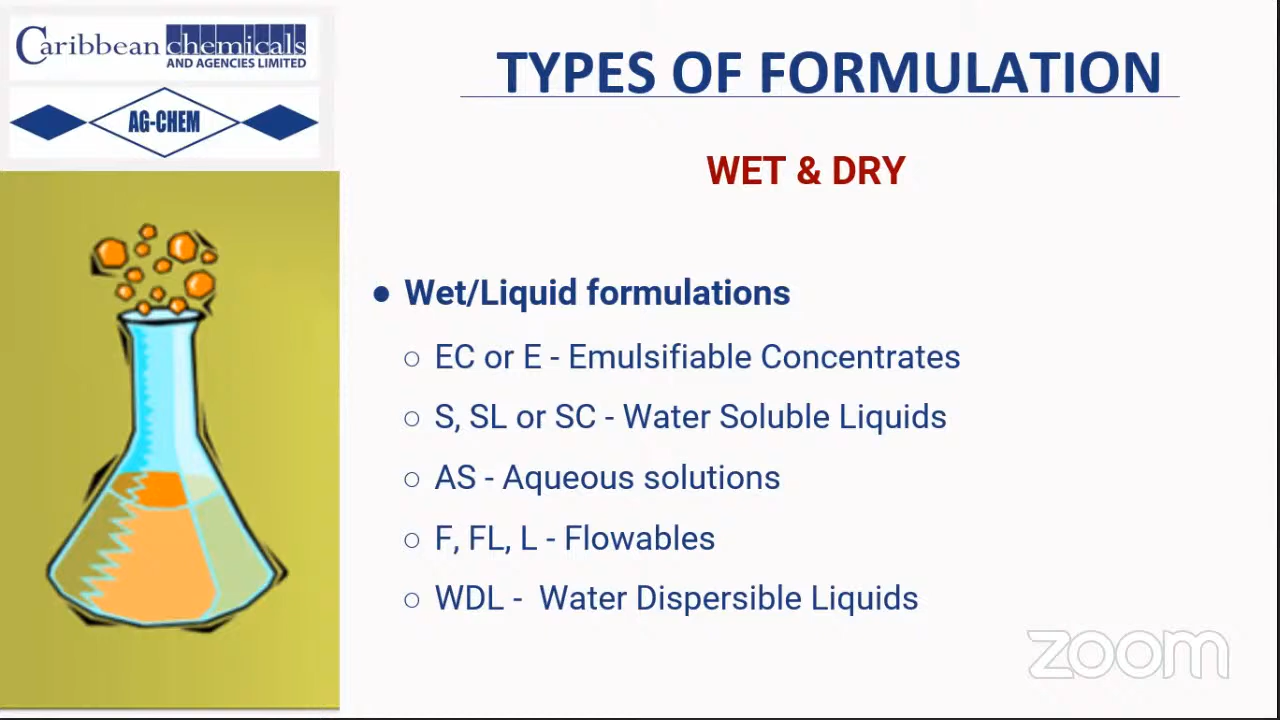 Caribbean chemicals
AND AGENCIES LIMITED
AG-CHEM
TYPES OF FORMULATION
WET & DRY
● Wet/Liquid formulations
○ EC or E - Emulsifiable Concentrates
○ S, SL or SC - Water Soluble Liquids
○ AS - Aqueous solutions
○ F, FL, L - Flowables
○ WDL - Water Dispersible Liquids
zoom